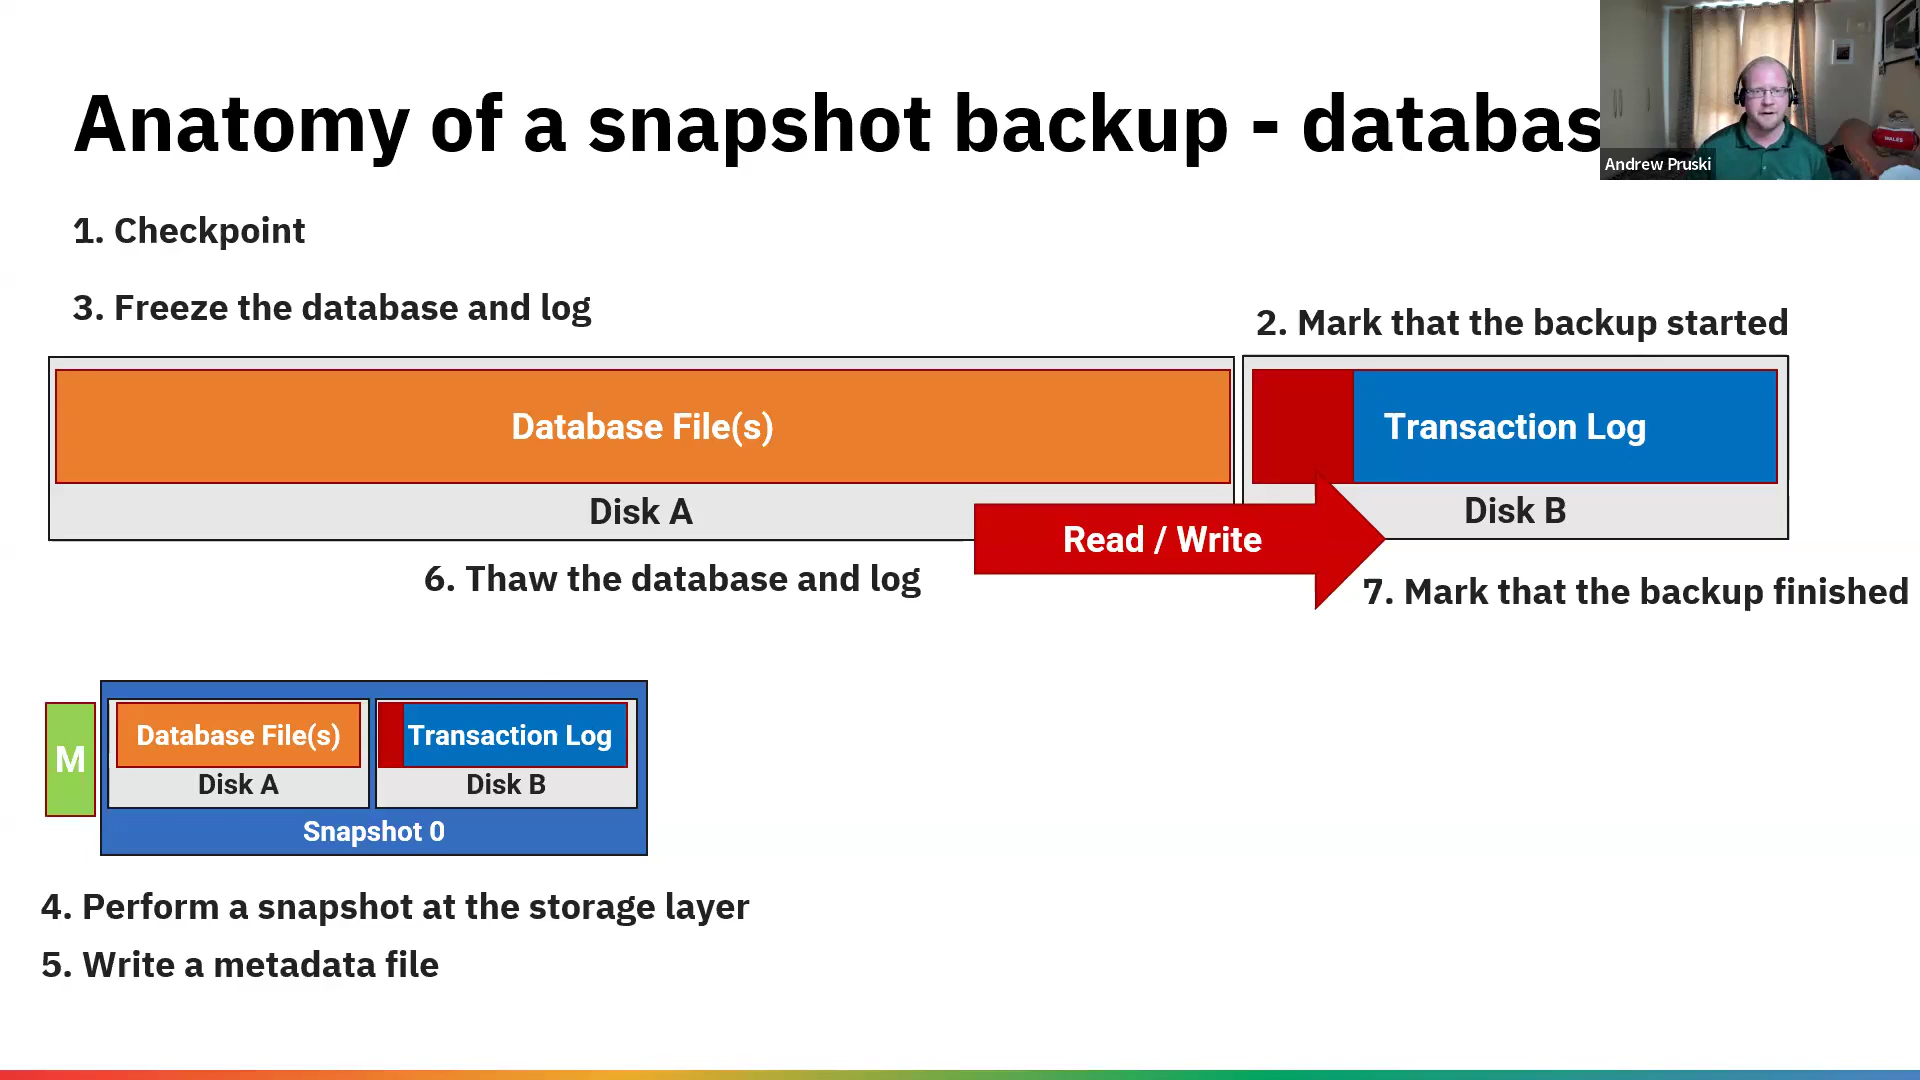 Anatomy of a snapshot backup - databas
Andrew Pruski
1. Checkpoint
3. Freeze the database and log
2. Mark that the backup started
Database File(s)
Transaction Log
Disk A
Disk B
Read / Write
6. Thaw the database and log
7. Mark that the backup finished
M
Database File(s)
Transaction Log
Disk A
Disk B
Snapshot 0
4. Perform a snapshot at the storage layer
5. Write a metadata file